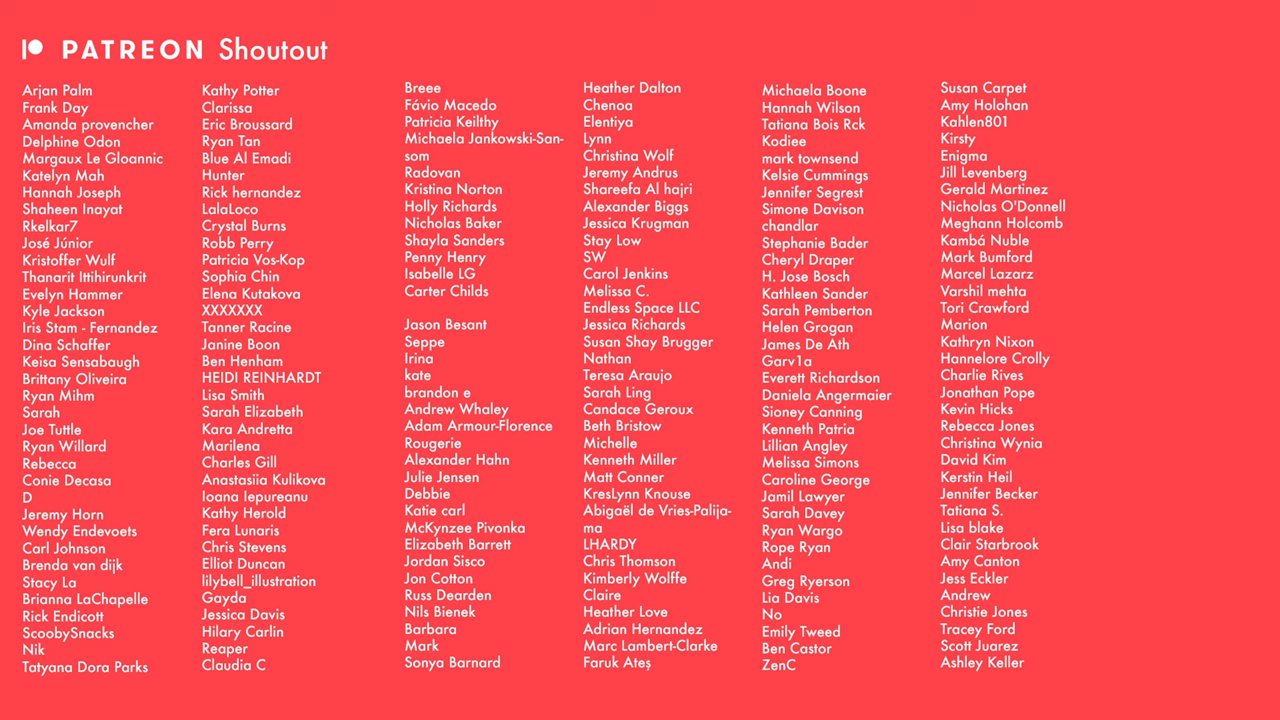 PATREON Shoutout
Arjan Palm
Frank Day
Amanda provencher
Delphine Odon
Margaux Le Gloannic
Katelyn Mah
Hannah Joseph
Shaheen Inayat
Rkelkar7
José Júnior
Kristoffer Wulf
Thanarit Ittihirunkrit
Evelyn Hammer
Kyle Jackson
Iris Stam - Fernandez
Dina Schaffer
Keisa Sensabaugh
Brittany Oliveira
Ryan Mihm
Sarah
Joe Tuttle
Ryan Willard
Rebecca
Conie Decasa
D
Jeremy Horn
Wendy Endevoets
Carl Johnson
Brenda van dijk
Stacy La
Brianna LaChapelle
Rick Endicott
ScoobySnacks
Nik
Tatyana Dora Parks
Kathy Potter
Clarissa
Eric Broussard
Ryan Tan
Blue Al Emadi
Hunter
Rick hernandez
LalaLoco
Crystal Burns
Robb Perry
Patricia Vos-Kop
Sophia Chin
Elena Kutakova
XXXXXXX
Tanner Racine
Janine Boon
Ben Henham
HEIDI REINHARDT
Lisa Smith
Sarah Elizabeth
Kara Andretta
Marilena
Charles Gill
Anastasiia Kulikova
Ioana Iepureanu
Kathy Herold
Fera Lunaris
Chris Stevens
Elliot Duncan
lilybell_illustration
Gayda
Jessica Davis
Hilary Carlin
Reaper
Claudia C
Breee
Fávio Macedo
Patricia Keilthy
Michaela Jankowski-San-
som
Radovan
Kristina Norton
Holly Richards
Nicholas Baker
Shayla Sanders
Penny Henry
Isabelle LG
Carter Childs
Jason Besant
Seppe
Irina
kate
brandon e
Andrew Whaley
Adam Armour-Florence
Rougerie
Alexander Hahn
Julie Jensen
Debbie
Katie carl
McKynzee Pivonka
Elizabeth Barrett
Jordan Sisco
Jon Cotton
Russ Dearden
Nils Bienek
Barbara
Mark
Sonya Barnard
Heather Dalton
Chenoa
Elentiya
Lynn
Christina Wolf
Jeremy Andrus
Shareefa Al hajri
Alexander Biggs
Jessica Krugman
Stay Low
SW
Carol Jenkins
Melissa C.
Endless Space LLC
Jessica Richards
Susan Shay Brugger
Nathan
Teresa Araujo
Sarah Ling
Candace Geroux
Beth Bristow
Michelle
Kenneth Miller
Matt Conner
KresLynn Knouse
Abigaël de Vries-Palija-
ma
LHARDY
Chris Thomson
Kimberly Wolffe
Claire
Heather Love
Adrian Hernandez
Marc Lambert-Clarke
Faruk Ateş
Michaela Boone
Hannah Wilson
Tatiana Bois Rck
Kodiee
mark townsend
Kelsie Cummings
Jennifer Segrest
Simone Davison
chandlar
Stephanie Bader
Cheryl Draper
H. Jose Bosch
Kathleen Sander
Sarah Pemberton
Helen Grogan
James De Ath
Garv1a
Everett Richardson
Daniela Angermaier
Sioney Canning
Kenneth Patria
Lillian Angley
Melissa Simons
Caroline George
Jamil Lawyer
Sarah Davey
Ryan Wargo
Rope Ryan
Andi
Greg Ryerson
Lia Davis
No
Emily Tweed
Ben Castor
ZenC
Susan Carpet
Amy Holohan
Kahlen801
Kirsty
Enigma
Jill Levenberg
Gerald Martinez
Nicholas O'Donnell
Meghann Holcomb
Kambá Nuble
Mark Bumford
Marcel Lazarz
Varshil mehta
Tori Crawford
Marion
Kathryn Nixon
Hannelore Crolly
Charlie Rives
Jonathan Pope
Kevin Hicks
Rebecca Jones
Christina Wynia
David Kim
Kerstin Heil
Jennifer Becker
Tatiana S.
Lisa blake
Clair Starbrook
Amy Canton
Jess Eckler
Andrew
Christie Jones
Tracey Ford
Scott Juarez
Ashley Keller